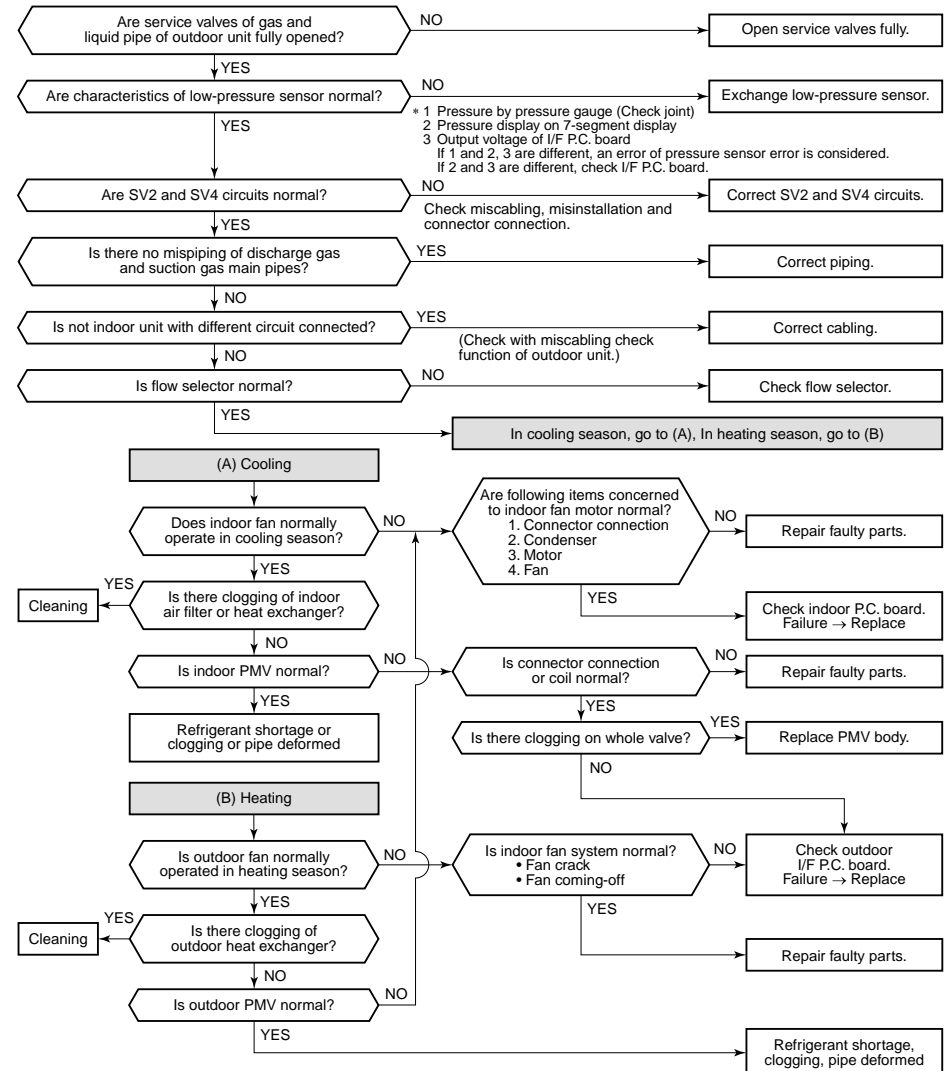 Are service valves of gas and
liquid pipe of outdoor unit fully opened?
NO
Open service valves fully.
YES
Are characteristics of low-pressure sensor normal?
NO
Exchange low-pressure sensor.
YES
* 1 Pressure by pressure gauge (Check joint)
2 Pressure display on 7-segment display
3 Output voltage of I/F P.C. board
If 1 and 2, 3 are different, an error of pressure sensor error is considered.
If 2 and 3 are different, check I/F P.C. board.
Are SV2 and SV4 circuits normal?
NO
Check miscabling, misinstallation and
connector connection.
Correct SV2 and SV4 circuits.
YES
Is there no mispiping of discharge gas
and suction gas main pipes?
YES
Correct piping.
NO
Is not indoor unit with different circuit connected?
YES
(Check with miscabling check
function of outdoor unit.)
Correct cabling.
NO
Is flow selector normal?
NO
Check flow selector.
YES
In cooling season, go to (A), In heating season, go to (B)
(A) Cooling
Does indoor fan normally
operate in cooling season?
NO
Are following items concerned
to indoor fan motor normal?
1. Connector connection
2. Condenser
3. Motor
4. Fan
NO
Repair faulty parts.
YES
Check indoor P.C. board.
Failure → Replace
YES
Is there clogging of indoor
air filter or heat exchanger?
YES
Cleaning
NO
Is indoor PMV normal?
NO
Is connector connection
or coil normal?
NO
Repair faulty parts.
YES
Refrigerant shortage or
clogging or pipe deformed
YES
Is there clogging on whole valve?
YES
Replace PMV body.
NO
(B) Heating
Is outdoor fan normally
operated in heating season?
NO
Is indoor fan system normal?
• Fan crack
• Fan coming-off
NO
Check outdoor
I/F P.C. board.
Failure → Replace
YES
Repair faulty parts.
YES
Is there clogging of
outdoor heat exchanger?
YES
Cleaning
NO
Is outdoor PMV normal?
NO
YES
Refrigerant shortage,
clogging, pipe deformed